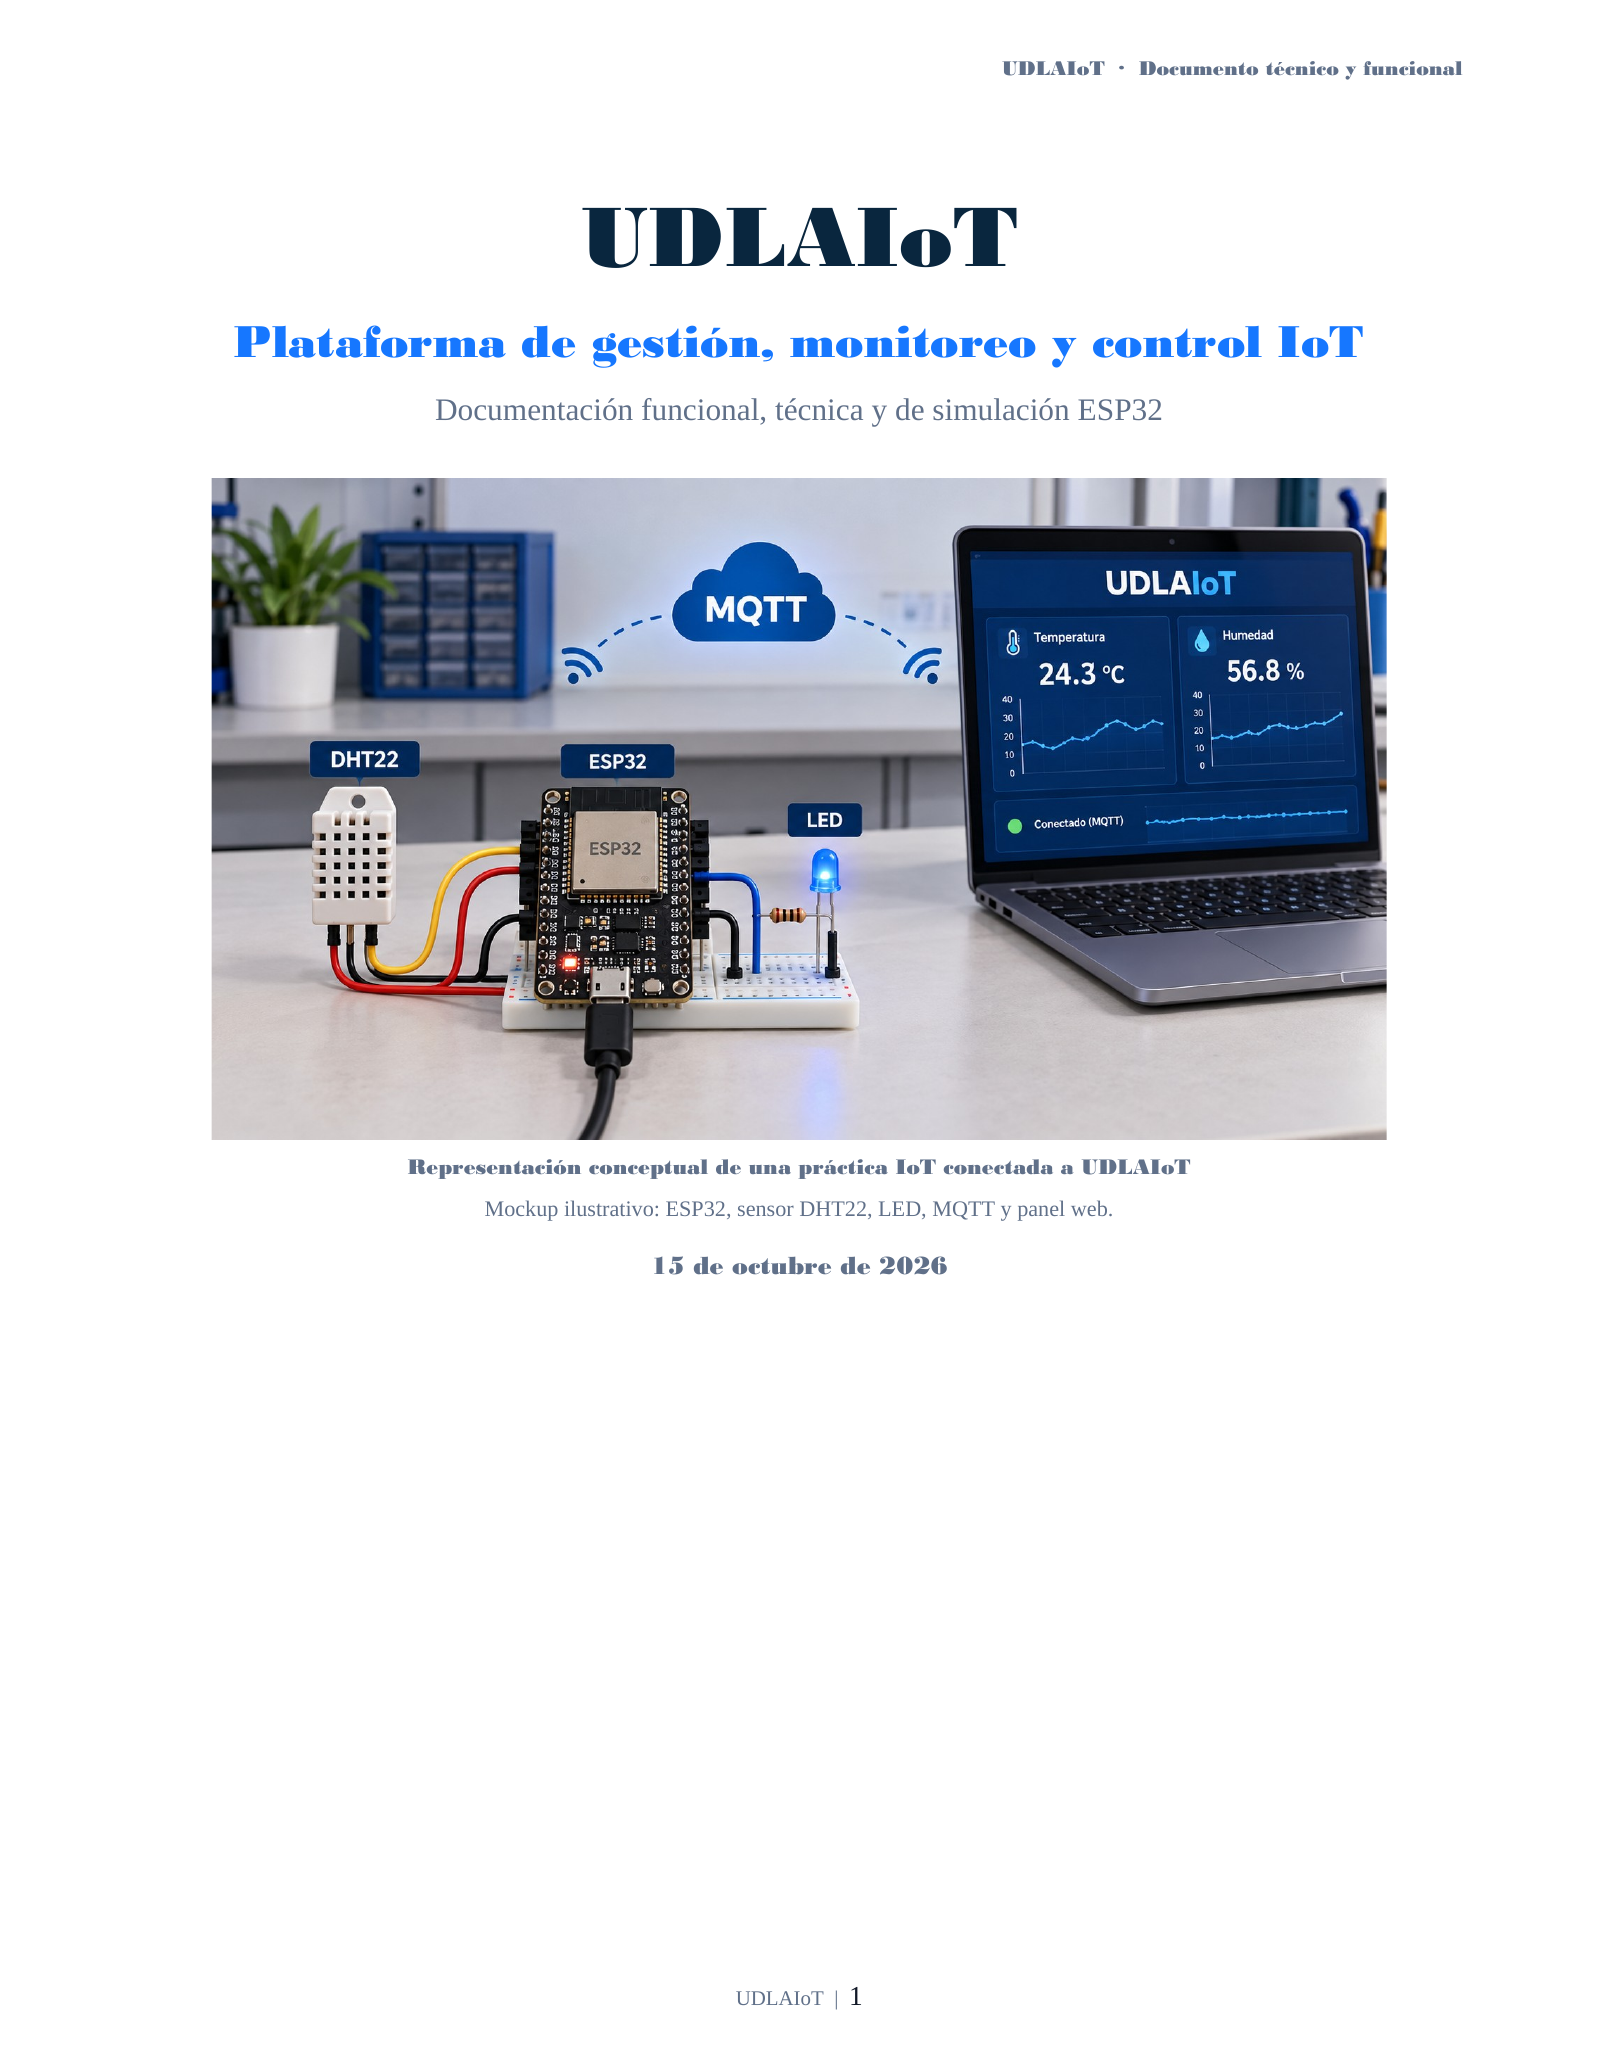 UDLAIoT · Documento técnico y funcional
UDLAIoT
Plataforma de gestión, monitoreo y control IoT
Documentación funcional, técnica y de simulación ESP32
MQTT
UDLAIoT
Temperatura
24.3 °C
40
30
20
10
0
Humedad
56.8 %
40
30
20
10
0
Conectado (MQTT)
DHT22
ESP32
LED
ESP32
Representación conceptual de una práctica IoT conectada a UDLAIoT
Mockup ilustrativo: ESP32, sensor DHT22, LED, MQTT y panel web.
15 de octubre de 2026
UDLAIoT | 1